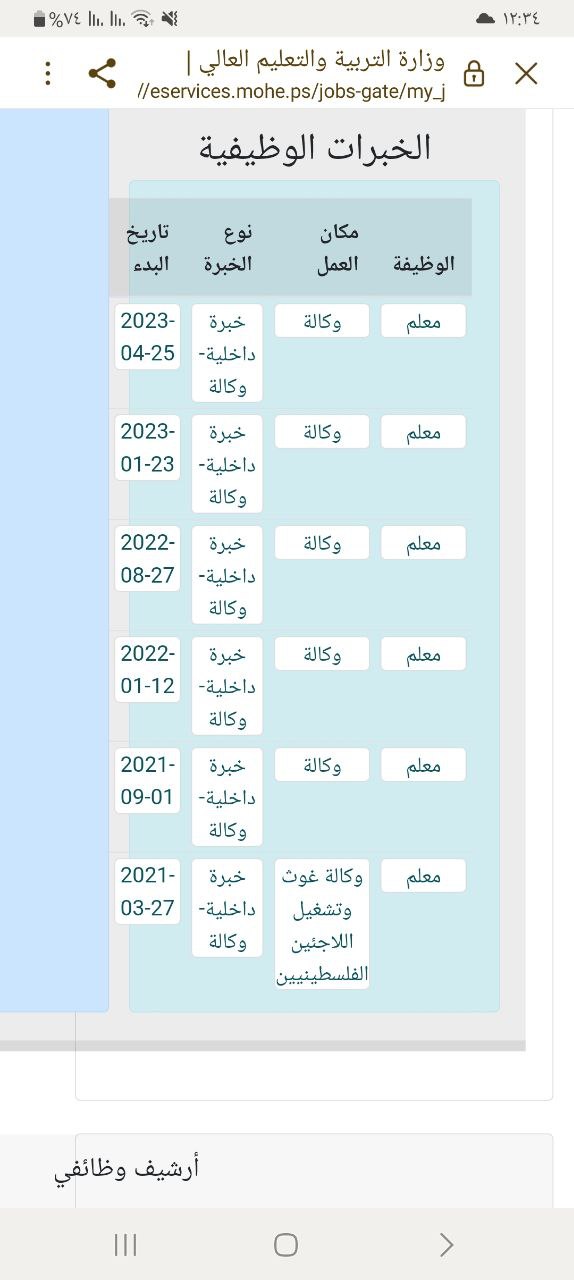 ١٢:٣٤
%٧٤
وزارة التربية والتعليم العالي |
//eservices.mohe.ps/jobs-gate/my_j
الخبرات الوظيفية
الوظيفة
مكان
العمل
نوع
الخبرة
تاريخ
البدء
معلم
وكالة
خبرة
داخلية-
وكالة
2023-
04-25
معلم
وكالة
خبرة
داخلية-
وكالة
2023-
01-23
معلم
وكالة
خبرة
داخلية-
وكالة
2022-
08-27
معلم
وكالة
خبرة
داخلية-
وكالة
2022-
01-12
معلم
وكالة
خبرة
داخلية-
وكالة
2021-
09-01
معلم
وكالة غوث
وتشغيل
اللاجئين
الفلسطينيين
خبرة
داخلية-
وكالة
2021-
03-27
أرشيف وظائفي